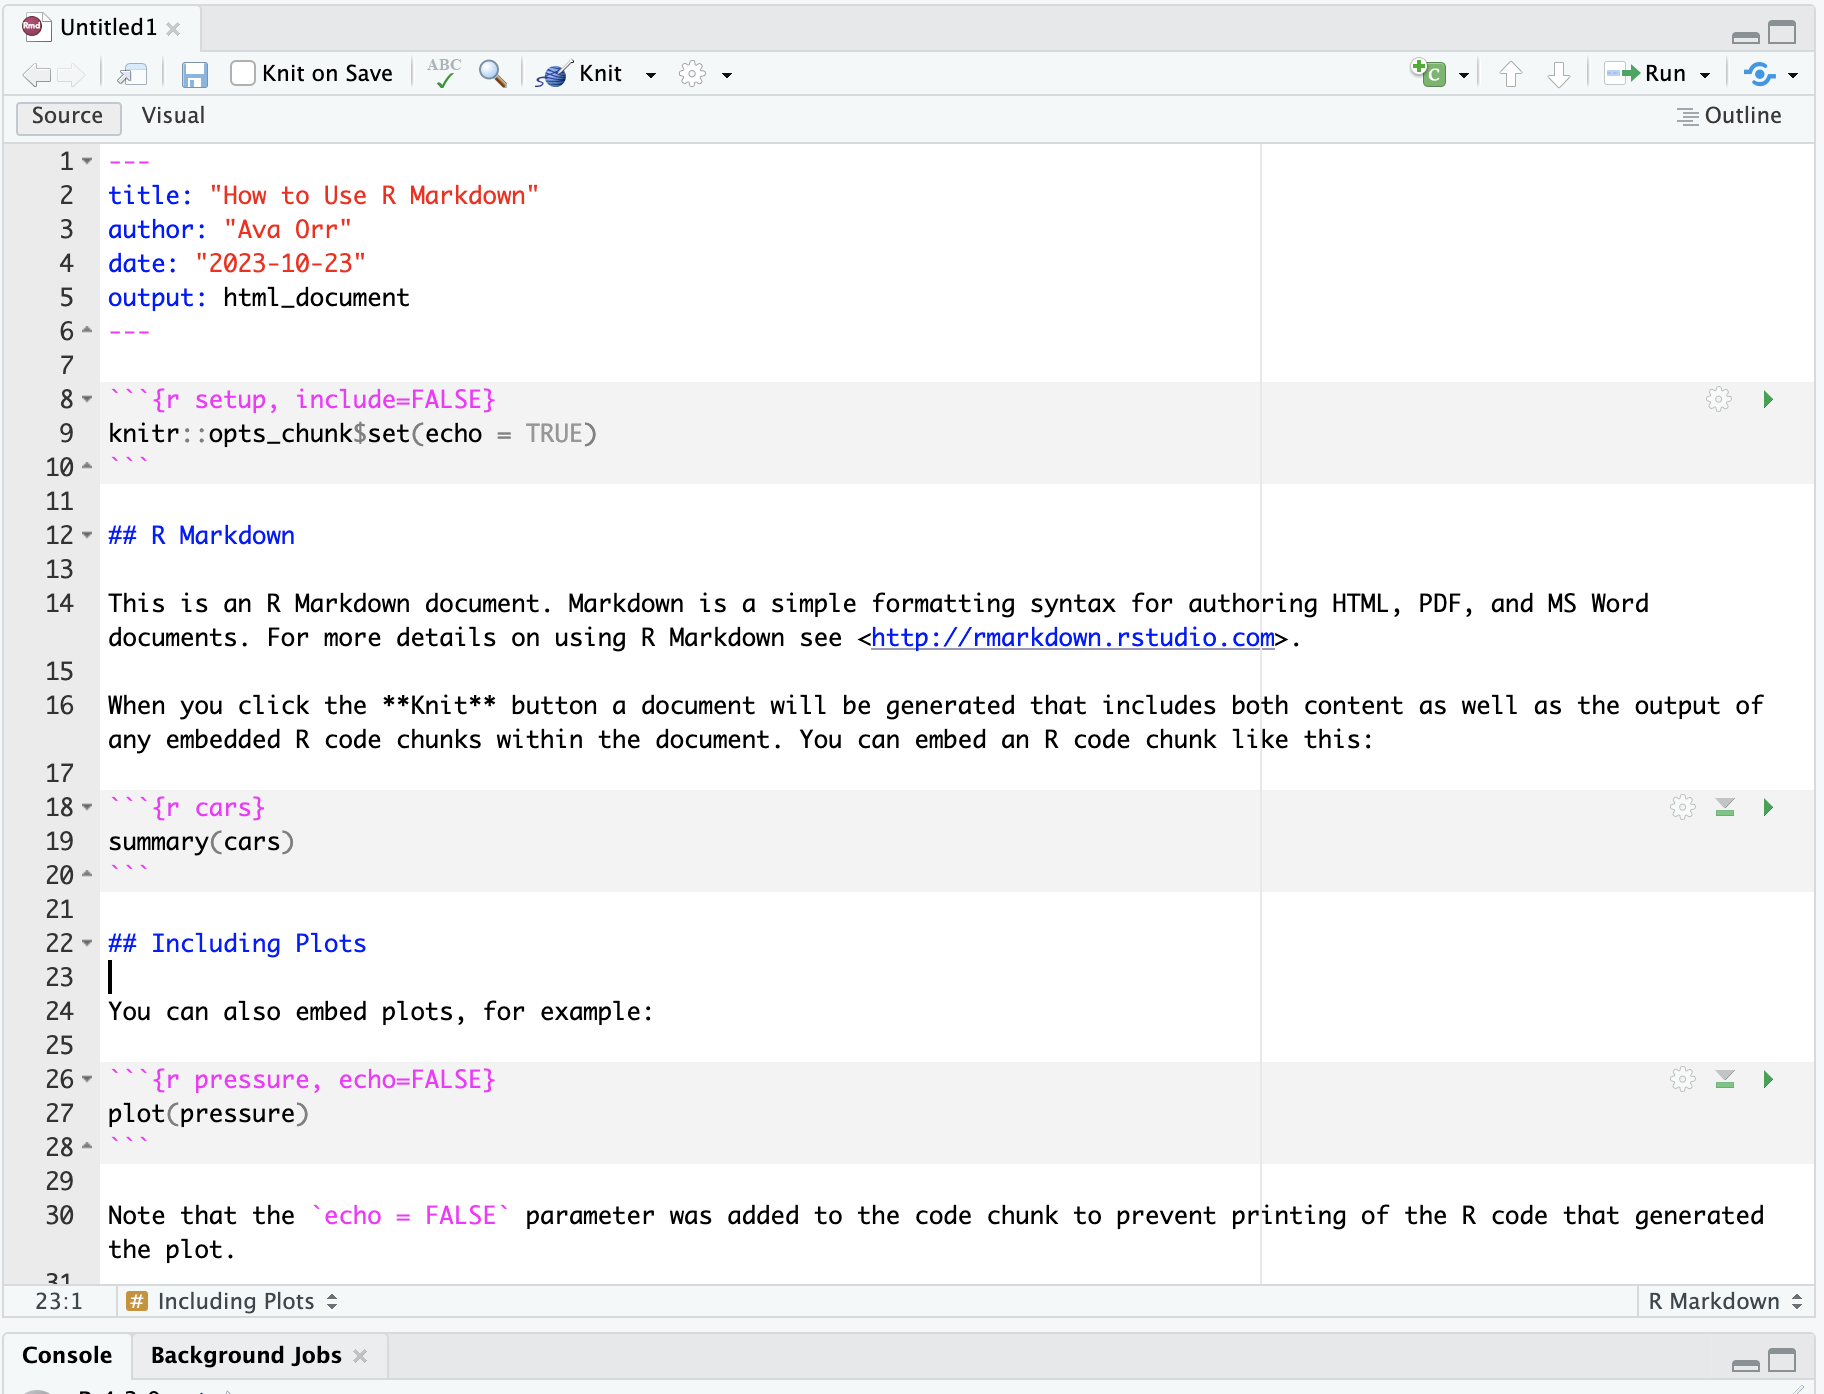 Untitled1
Knit on Save ABC Knit Run
Source Visual Outline
1 ---
2 title: "How to Use R Markdown"
3 author: "Ava Orr"
4 date: "2023-10-23"
5 output: html_document
6 ---
7
8 ```{r setup, include=FALSE}
9 knitr::opts_chunk$set(echo = TRUE)
10 ```
11
12 ## R Markdown
13
14 This is an R Markdown document. Markdown is a simple formatting syntax for authoring HTML, PDF, and MS Word
documents. For more details on using R Markdown see <http://rmarkdown.rstudio.com>.
15
16 When you click the **Knit** button a document will be generated that includes both content as well as the output of
any embedded R code chunks within the document. You can embed an R code chunk like this:
17
18 ```{r cars}
19 summary(cars)
20 ```
21
22 ## Including Plots
23
24 You can also embed plots, for example:
25
26 ```{r pressure, echo=FALSE}
27 plot(pressure)
28 ```
29
30 Note that the `echo = FALSE` parameter was added to the code chunk to prevent printing of the R code that generated
the plot.
31
23:1 # Including Plots R Markdown
Console Background Jobs